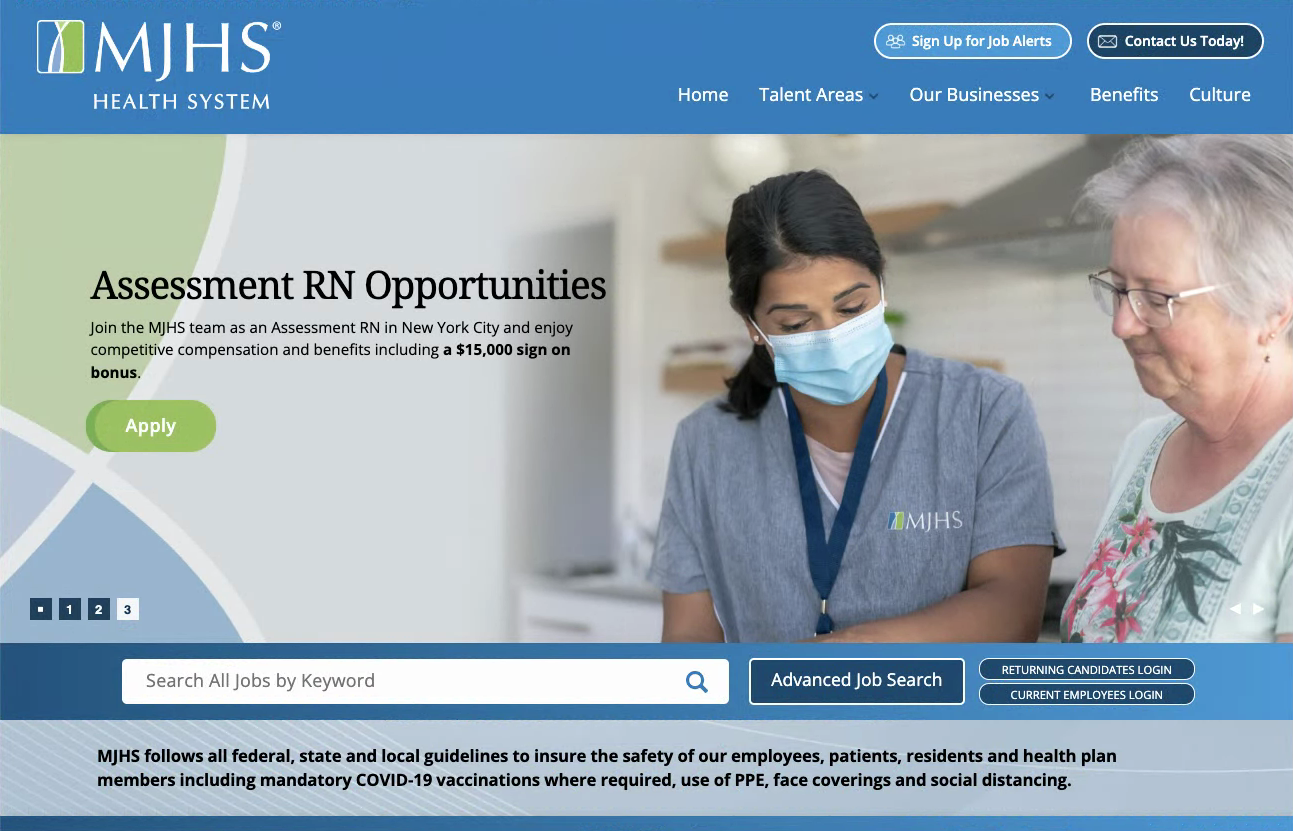 MJHS®
HEALTH SYSTEM
Sign Up for Job Alerts
Contact Us Today!
Home
Talent Areas
Our Businesses
Benefits
Culture
Assessment RN Opportunities
Join the MJHS team as an Assessment RN in New York City and enjoy
competitive compensation and benefits including a $15,000 sign on
bonus.
Apply
MJHS
1
2
3
Search All Jobs by Keyword
Advanced Job Search
RETURNING CANDIDATES LOGIN
CURRENT EMPLOYEES LOGIN
MJHS follows all federal, state and local guidelines to insure the safety of our employees, patients, residents and health plan
members including mandatory COVID-19 vaccinations where required, use of PPE, face coverings and social distancing.